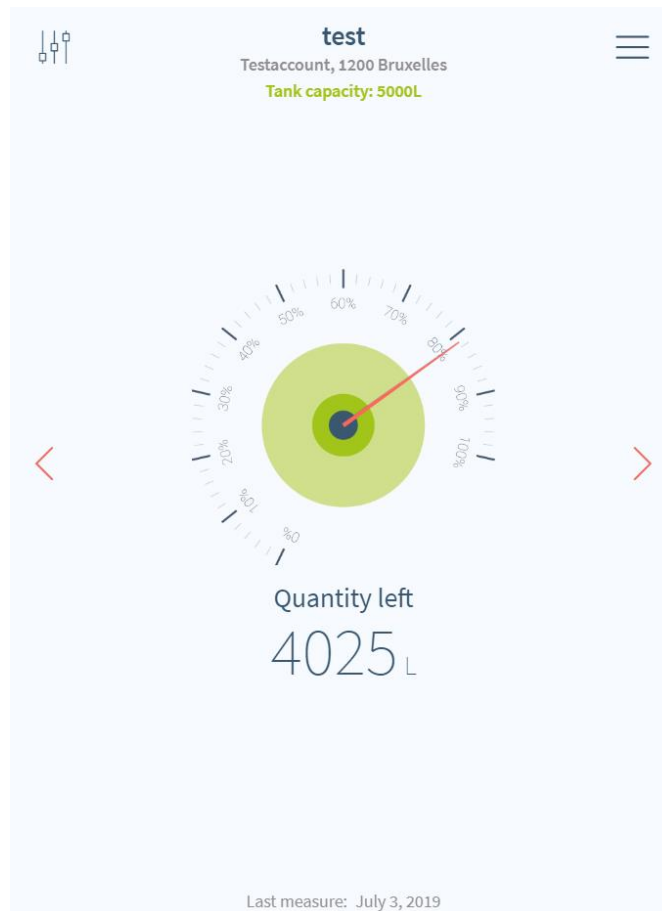 test
Testaccount, 1200 Bruxelles
Tank capacity: 5000L
0%
10%
20%
30%
40%
50%
60%
70%
80%
90%
100%
Quantity left
4025 L
Last measure: July 3, 2019